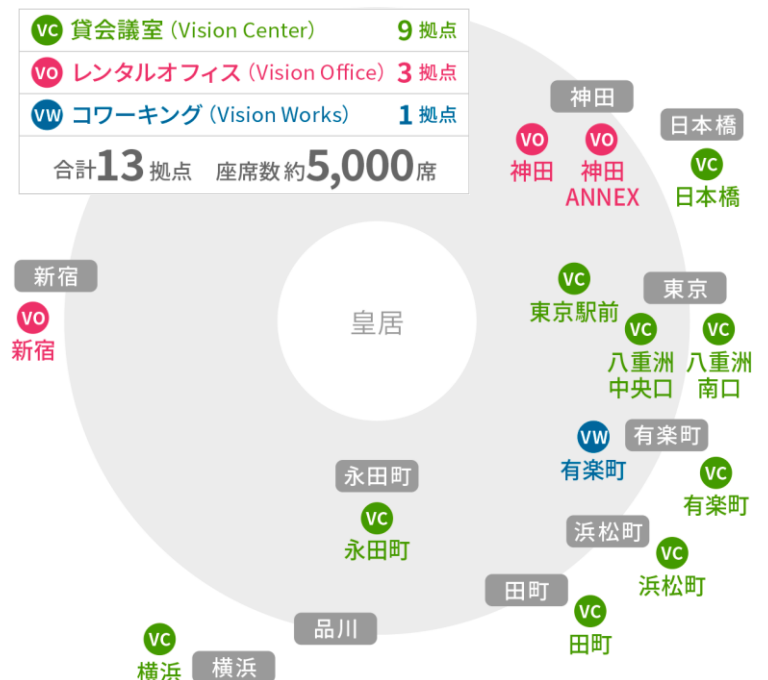 VC 貸会議室（Vision Center） 9 拠点
VO レンタルオフィス（Vision Office） 3 拠点
VW コワーキング（Vision Works） 1 拠点
合計13拠点 座席数約5,000席
神田
VO
神田
VO
神田
ANNEX
日本橋
VC
日本橋
新宿
VO
新宿
皇居
VC
東京駅前
東京
VC
八重洲
中央口
VC
八重洲
南口
VW
有楽町
有楽町
VC
有楽町
永田町
VC
永田町
浜松町
VC
浜松町
田町
VC
田町
品川
VC
横浜
横浜